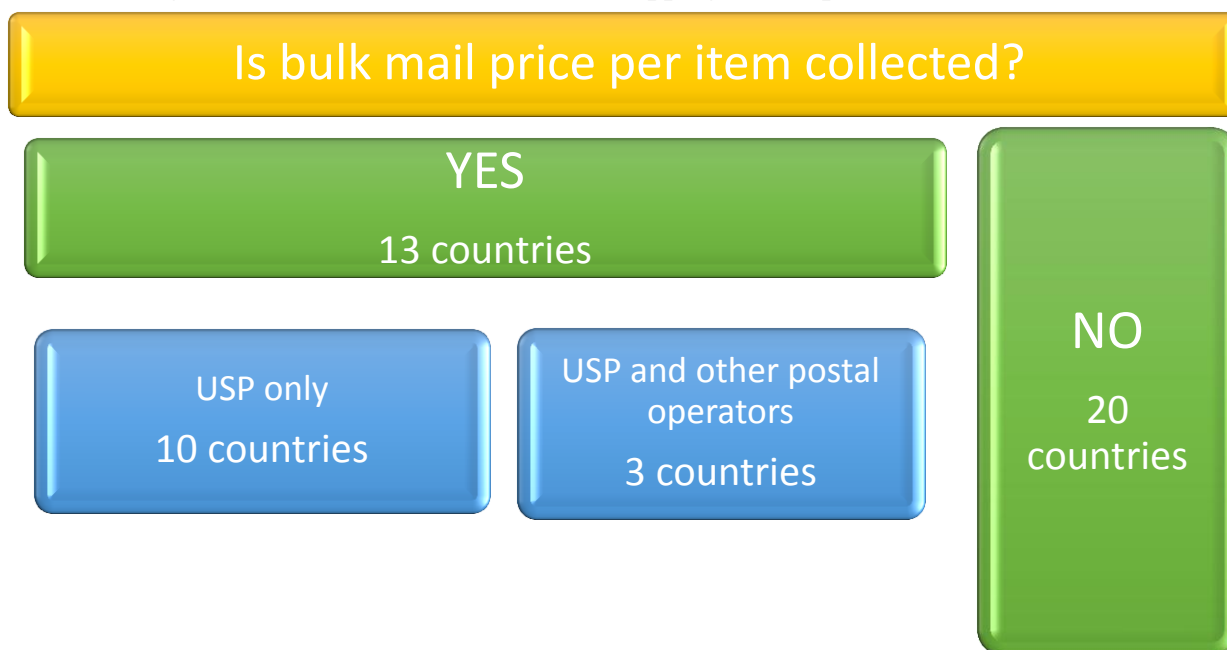 Is bulk mail price per item collected?
YES
13 countries
NO
20
countries
USP only
10 countries
USP and other postal
operators
3 countries